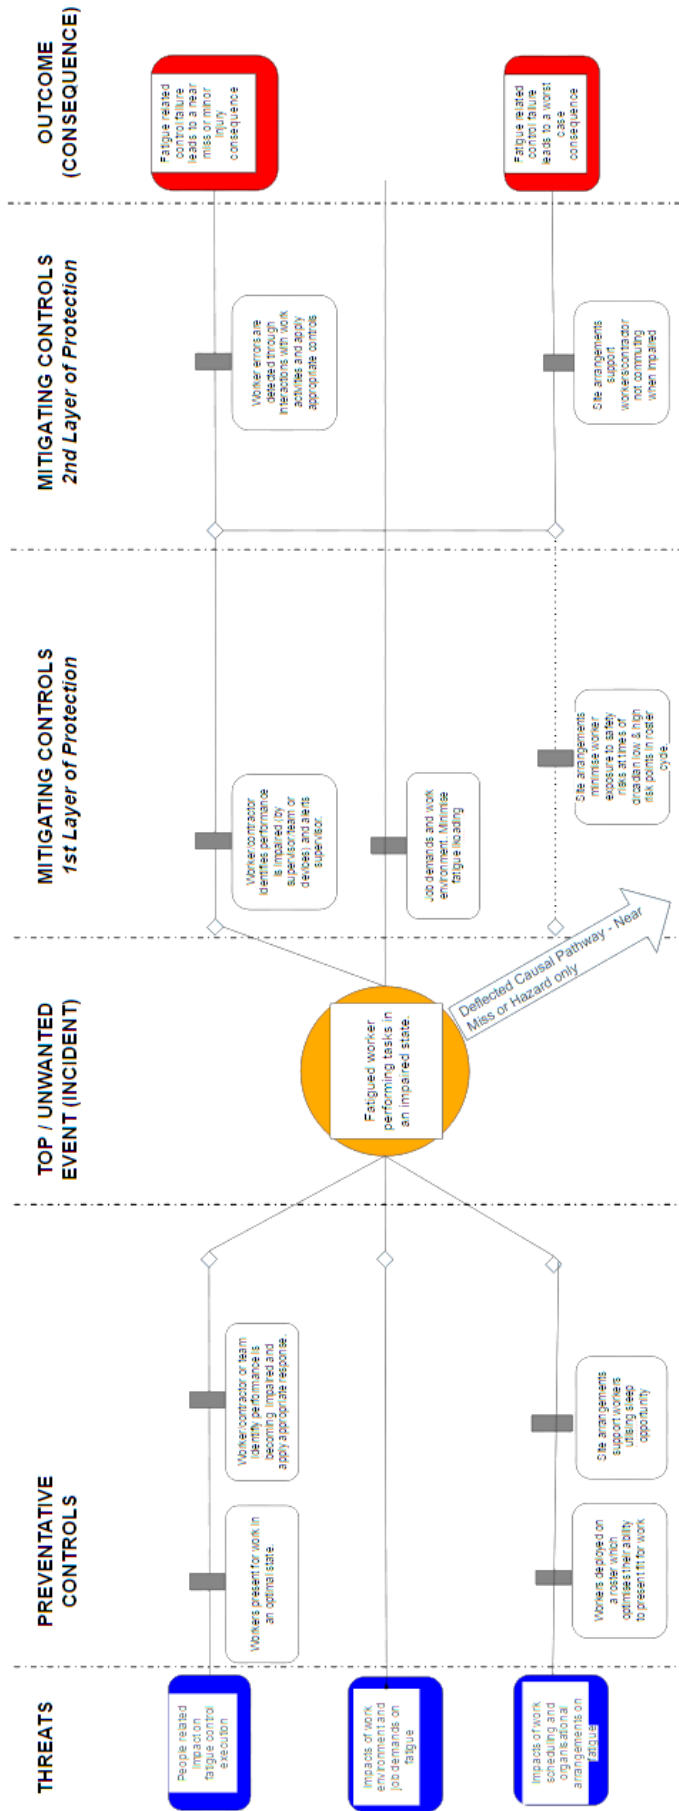 THREATS
PREVENTATIVE
CONTROLS
TOP / UNWANTED
EVENT (INCIDENT)
MITIGATING CONTROLS
1st Layer of Protection
MITIGATING CONTROLS
2nd Layer of Protection
OUTCOME
(CONSEQUENCE)
People related
impact on
fatigue control
execution
Workers present for work in
an optimal state.
Worker/contractor or team
identify performance is
becoming impaired and
apply appropriate response.
Worker/contractor
identifies performance
is impaired (by
supervisor/team or
devices) and alerts
supervisor.
Worker errors are
detected through
interactions with work
activities and apply
appropriate controls
Fatigue related
control failure
leads to a near
miss or minor
injury
consequence
Impacts of work
environment and
job demands on
fatigue
Fatigued worker
performing tasks in
an impaired state.
Job demands and work
environment. Minimise
fatigue lkoading
Impacts of work
scheduling and
organisational
arrangements on
fatigue
Workers deployed on
a roster which
optimises their ability
to present fit for work
Site arrangements
support workers
utilising sleep
opportunity
Deflected Causal Pathway - Near
Miss or Hazard only
Site arrangements
minimise worker
exposure to safety
risks at times of
circadian low & high
risk points in roster
cycle.
Site arrangements
support
workers/contractor
not commuting
when impaired
Fatigue related
control failure
leads to a worst
case
consequence